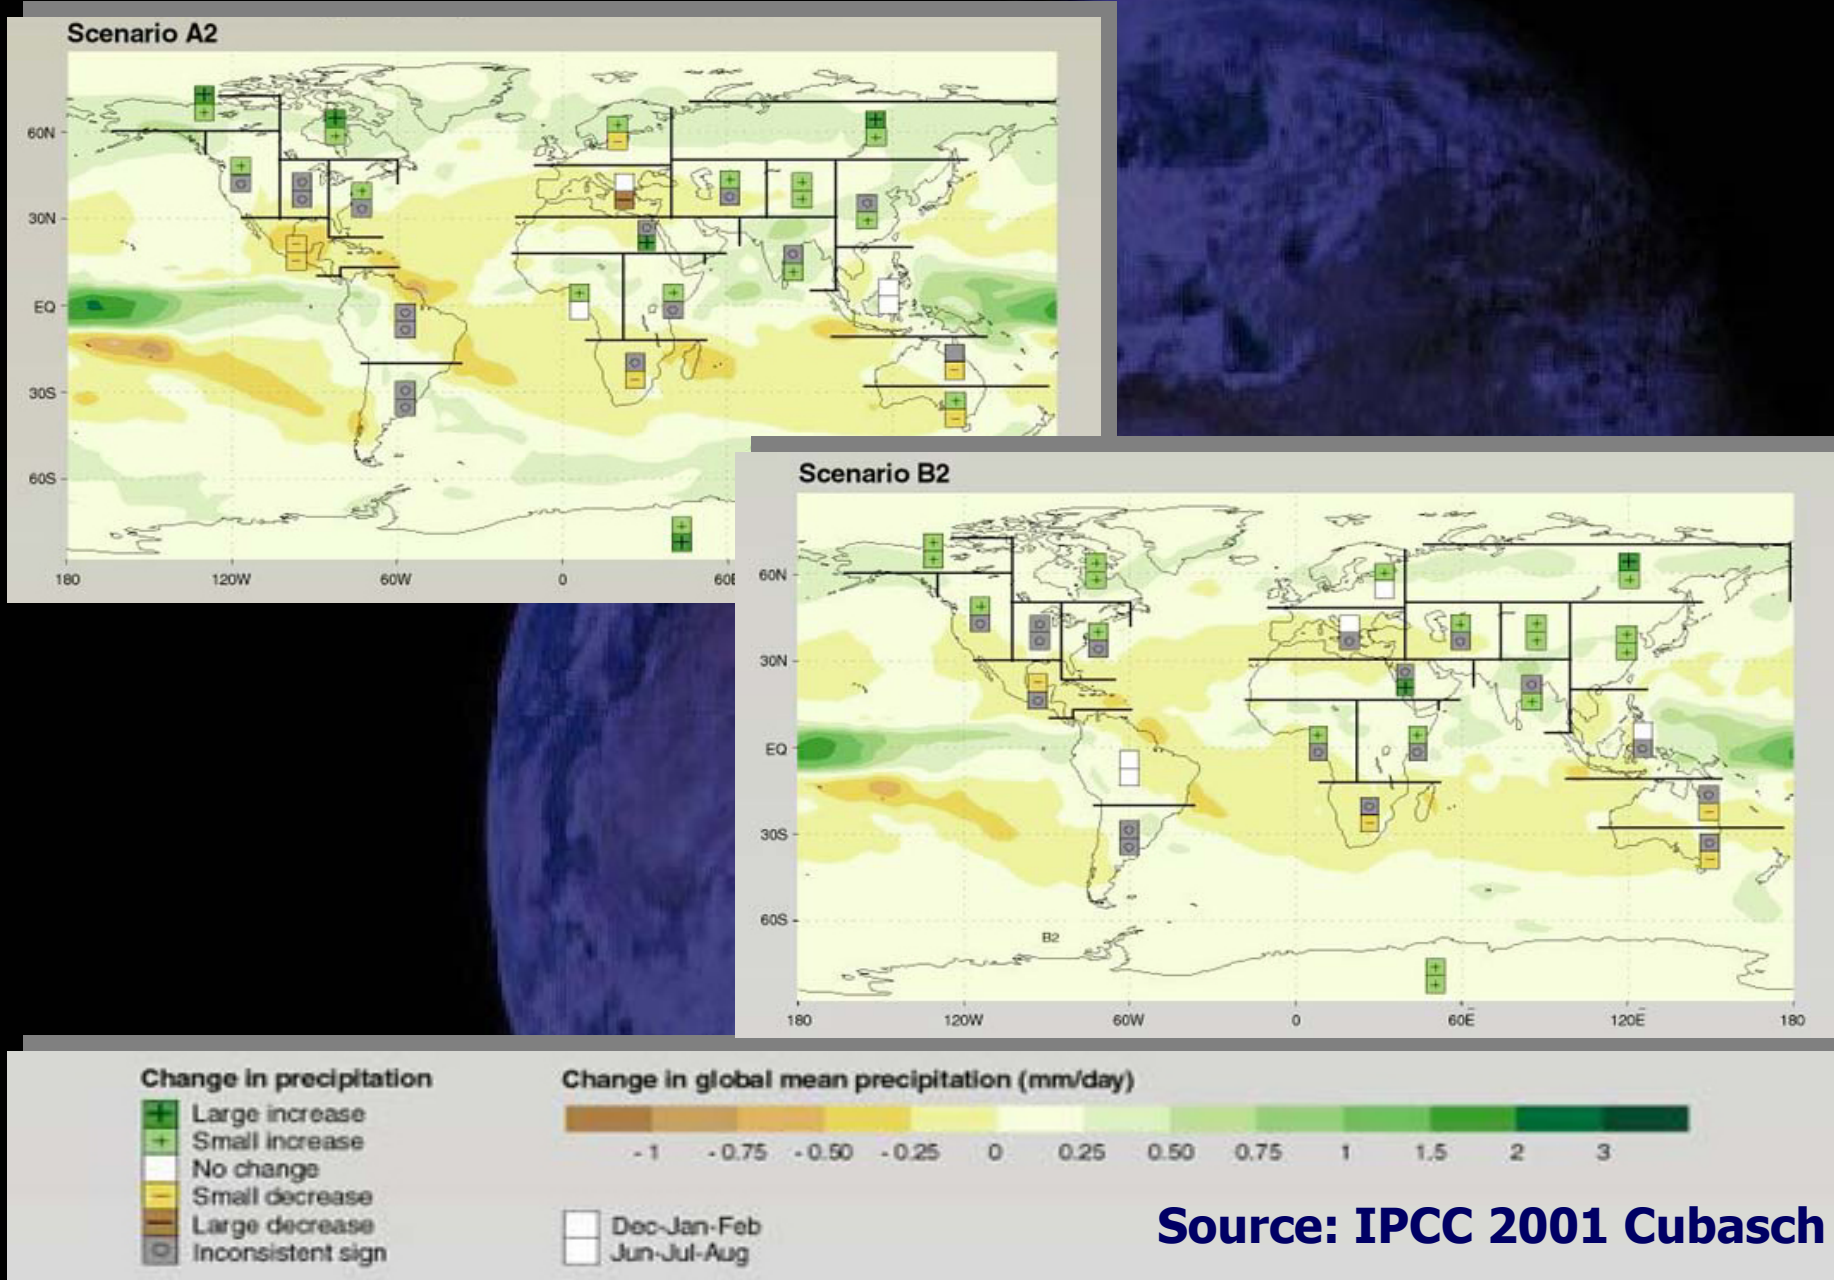 Scenario A2
60N
30N
EQ
30S
60S
180 120W 60W 0 60E
Scenario B2
60N
30N
EQ
30S
60S
B2
180 120W 60W 0 60E 120E 180
Change in precipitation
Large increase
Small increase
No change
Small decrease
Large decrease
Inconsistent sign
Change in global mean precipitation (mm/day)
- 1 - 0.75 - 0.50 - 0.25 0 0.25 0.50 0.75 1 1.5 2 3
Dec-Jan-Feb
Jun-Jul-Aug
Source: IPCC 2001 Cubasch